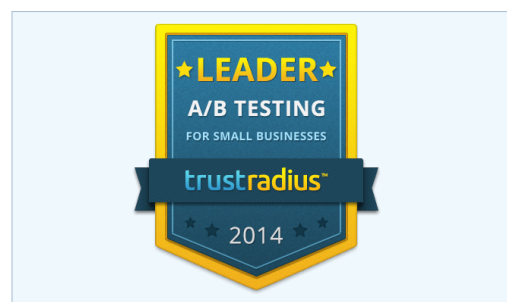 LEADER
A/B TESTING
FOR SMALL BUSINESSES
trustradius™
2014